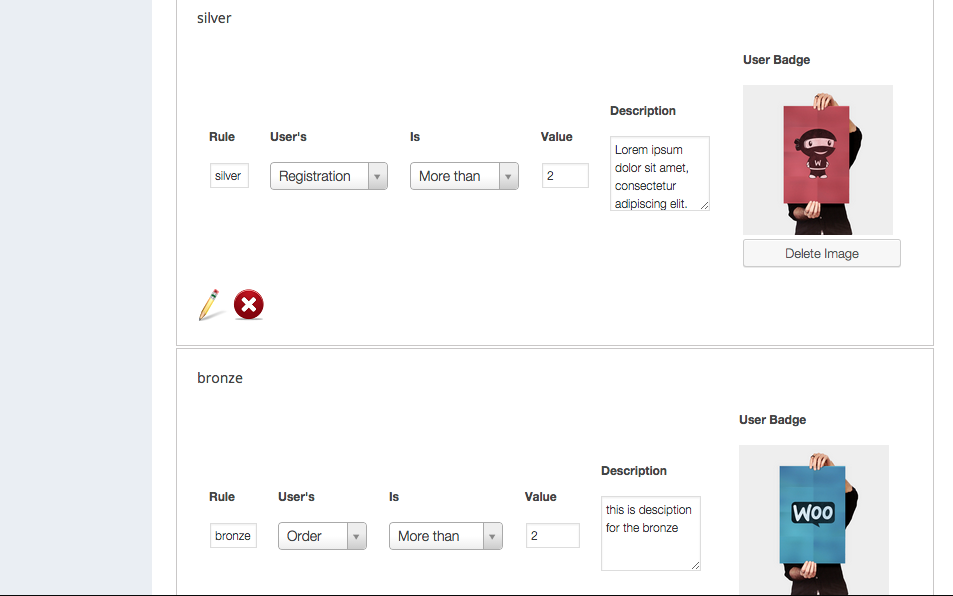 silver
User Badge
Description
Rule User's Is Value
silver Registration More than 2
Lorem ipsum
dolor sit amet,
consectetur
adipiscing elit.
W
Delete Image
bronze
User Badge
Description
Rule User's Is Value
bronze Order More than 2
this is desciption
for the bronze
WOO